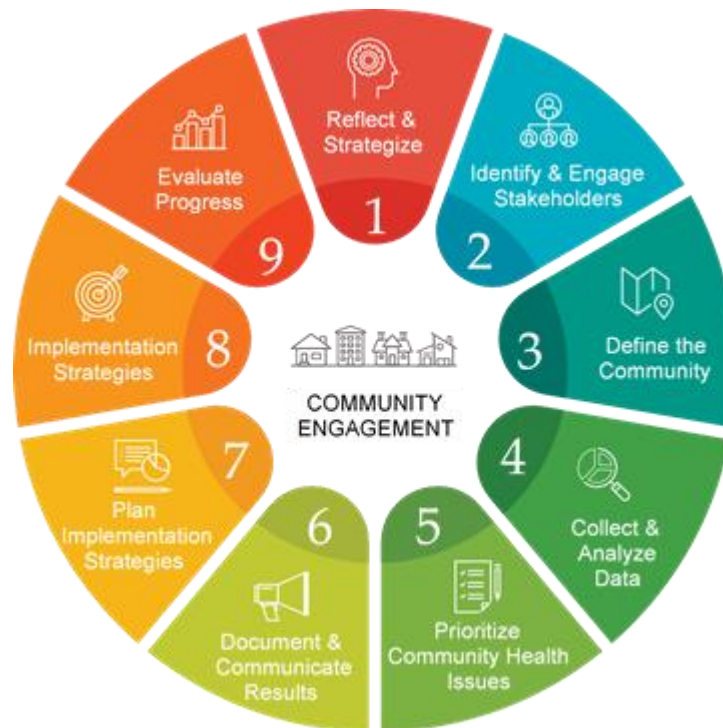 Reflect &
Strategize
1
Identify & Engage
Stakeholders
2
Define the
Community
3
Collect &
Analyze
Data
4
Prioritize
Community Health
Issues
5
Document &
Communicate
Results
6
Plan
Implementation
Strategies
7
Implementation
Strategies
8
Evaluate
Progress
9
COMMUNITY
ENGAGEMENT